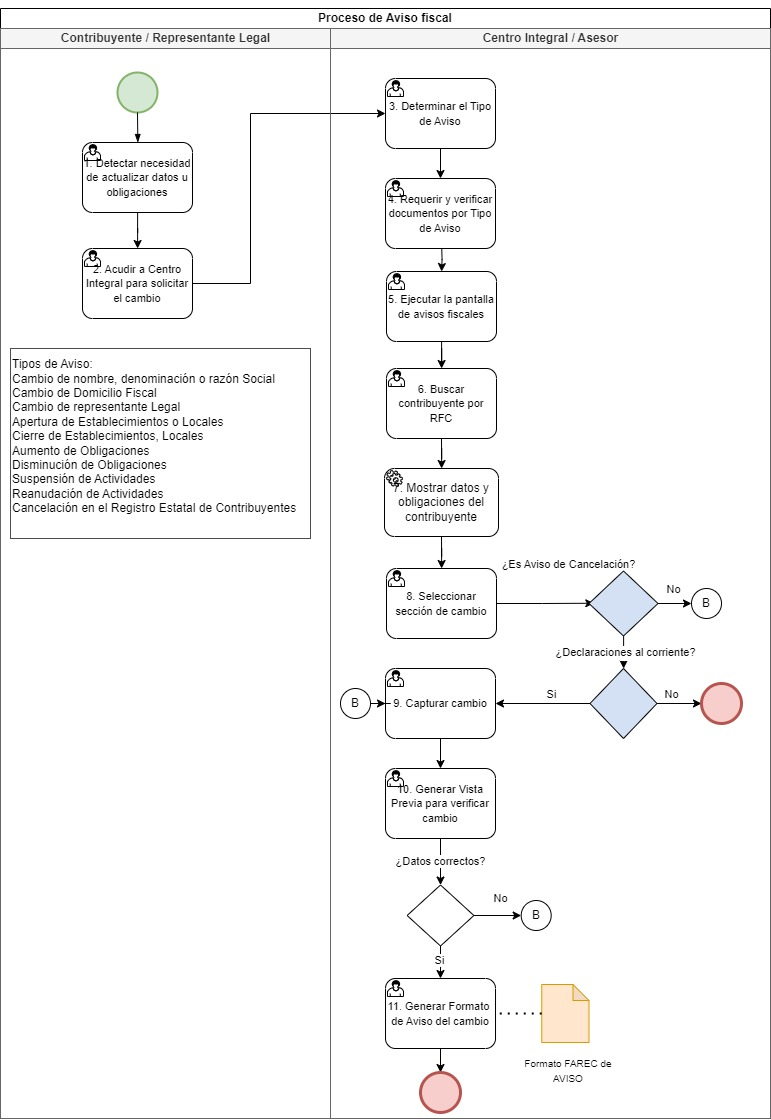 Proceso de Aviso fiscal
Contribuyente / Representante Legal
Centro Integral / Asesor
1. Detectar necesidad
de actualizar datos u
obligaciones
2. Acudir a Centro
Integral para solicitar
el cambio
Tipos de Aviso:
Cambio de nombre, denominación o razón Social
Cambio de Domicilio Fiscal
Cambio de representante Legal
Apertura de Establecimientos o Locales
Cierre de Establecimientos, Locales
Aumento de Obligaciones
Disminución de Obligaciones
Suspensión de Actividades
Reanudación de Actividades
Cancelación en el Registro Estatal de Contribuyentes
3. Determinar el Tipo
de Aviso
4. Requerir y verificar
documentos por Tipo
de Aviso
5. Ejecutar la pantalla
de avisos fiscales
6. Buscar
contribuyente por
RFC
7. Mostrar datos y
obligaciones del
contribuyente
8. Seleccionar
sección de cambio
¿Es Aviso de Cancelación?
No
B
¿Declaraciones al corriente?
Si
No
B
9. Capturar cambio
10. Generar Vista
Previa para verificar
cambio
¿Datos correctos?
No
B
Si
11. Generar Formato
de Aviso del cambio
Formato FAREC de
AVISO